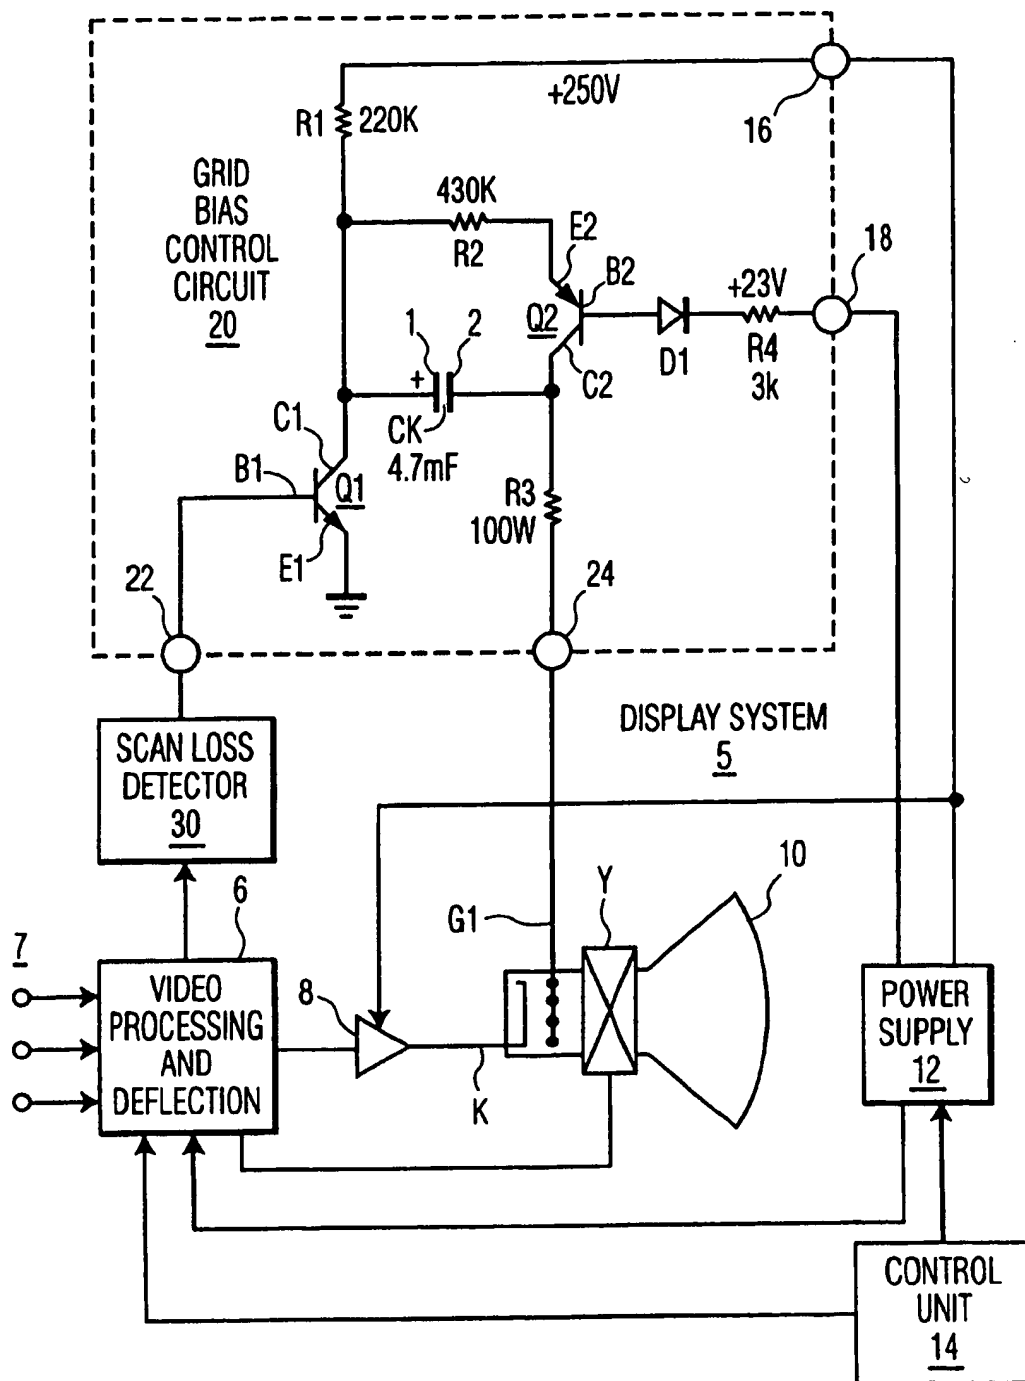 +250V
16
R1
220K
GRID
BIAS
CONTROL
CIRCUIT
20
430K
R2
E2
B2
18
+23V
Q2
D1
R4
3k
1
2
+
C2
CK
4.7mF
C1
B1
Q1
E1
R3
100W
22
24
SCAN LOSS
DETECTOR
30
DISPLAY SYSTEM
5
10
Y
G1
6
7
8
VIDEO
PROCESSING
AND
DEFLECTION
K
POWER
SUPPLY
12
CONTROL
UNIT
14